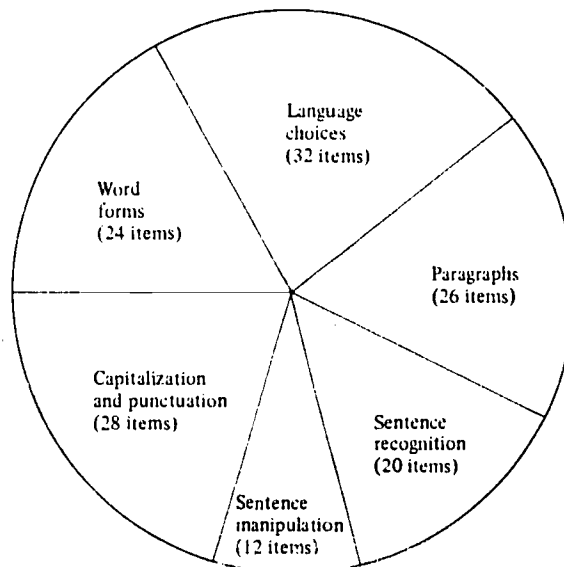 Language
choices
(32 items)
Word
forms
(24 items)
Paragraphs
(26 items)
Capitalization
and punctuation
(28 items)
Sentence
recognition
(20 items)
Sentence
manipulation
(12 items)